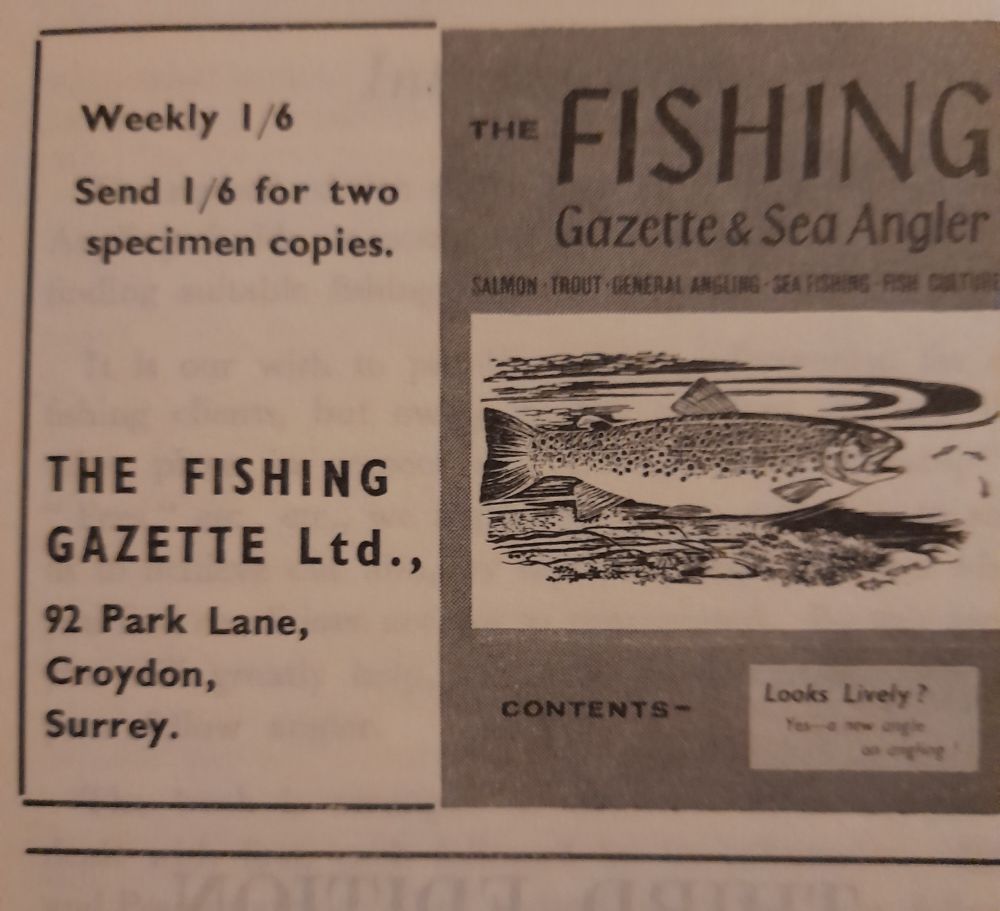 Weekly 1/6
Send 1/6 for two
specimen copies.
THE FISHING
GAZETTE Ltd.,
92 Park Lane,
Croydon,
Surrey.
THE FISHING
Gazette & Sea Angler
SALMON · TROUT · GENERAL ANGLING · SEA FISHING · FISH CULTURE
CONTENTS—
Looks Lively?
Yes—a new angle
on angling!
THIRD EDITION